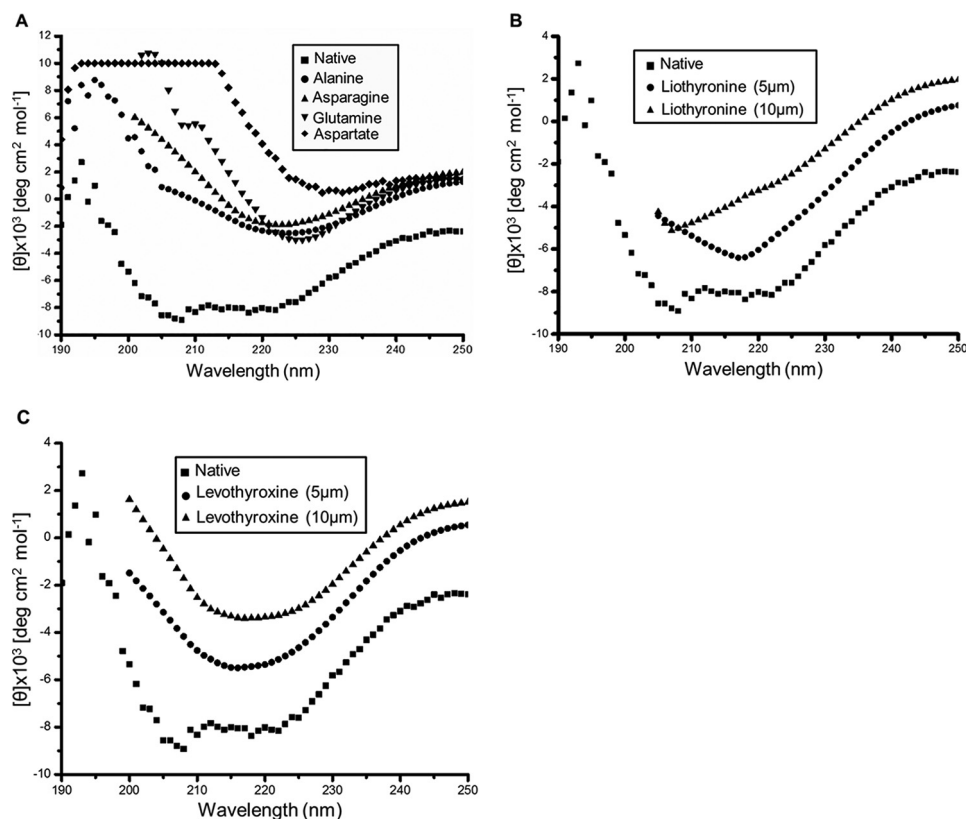 A
[θ]x10³ [deg cm² mol⁻¹]
12
10
8
6
4
2
0
-2
-4
-6
-8
-10
Native
Alanine
Asparagine
Glutamine
Aspartate
190 200 210 220 230 240 250
Wavelength (nm)
B
[θ]x10³ [deg cm² mol⁻¹]
4
2
0
-2
-4
-6
-8
-10
Native
Liothyronine (5µm)
Liothyronine (10µm)
190 200 210 220 230 240 250
Wavelength (nm)
C
[θ]x10³ [deg cm² mol⁻¹]
4
2
0
-2
-4
-6
-8
-10
Native
Levothyroxine (5µm)
Levothyroxine (10µm)
190 200 210 220 230 240 250
Wavelength (nm)